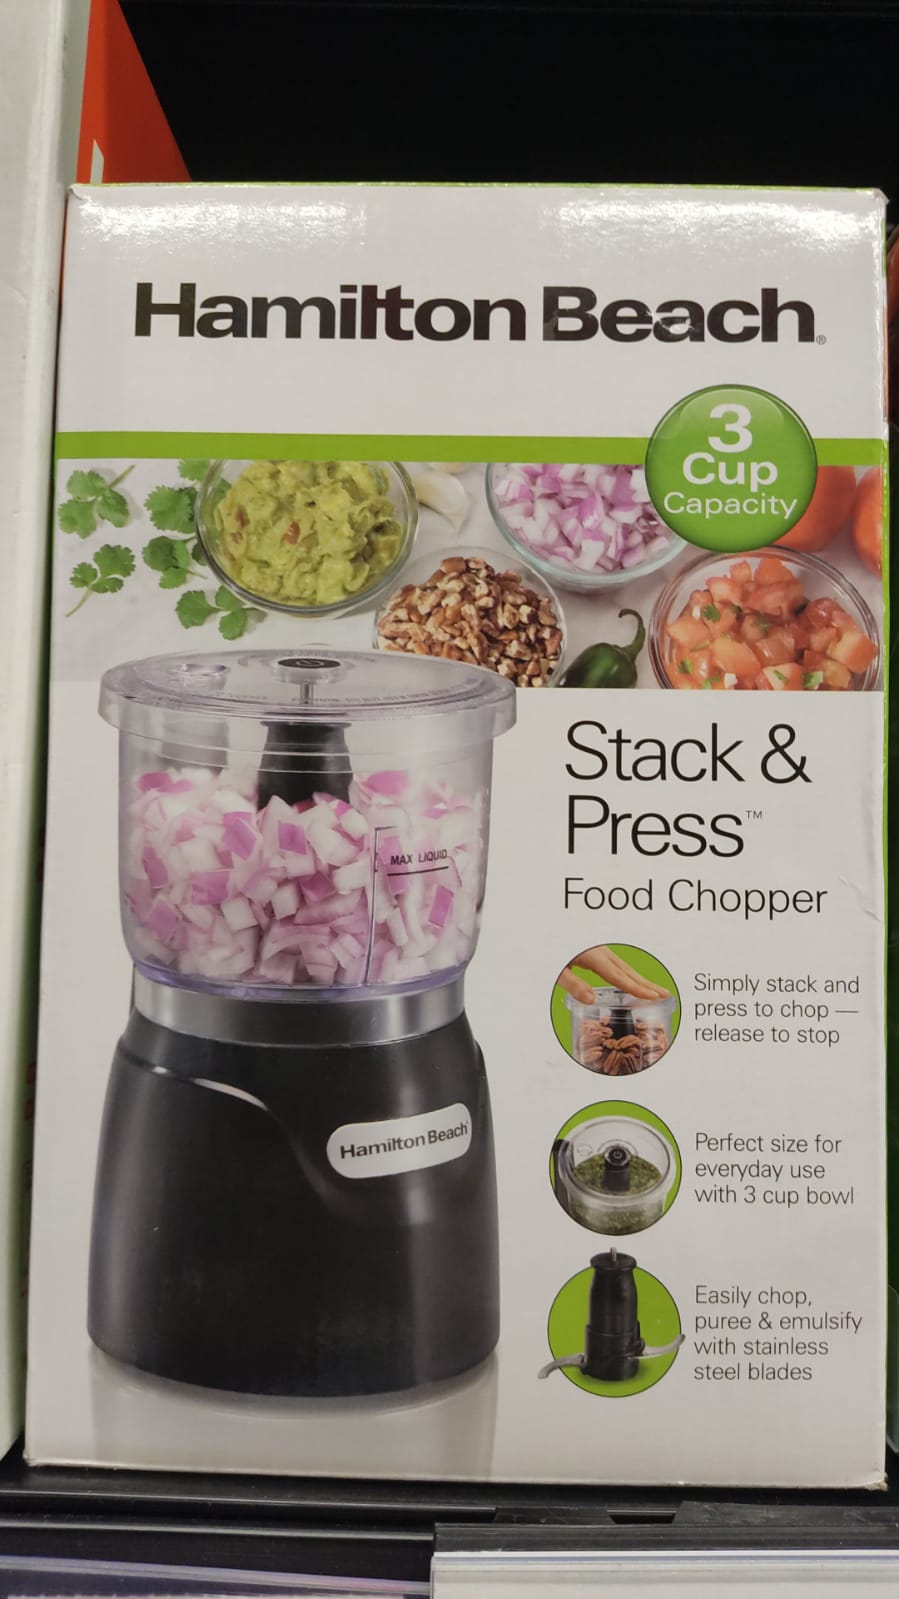 Hamilton Beach®
3
Cup
Capacity
MAX LIQUID
Hamilton Beach
Stack &
Press™
Food Chopper
Simply stack and
press to chop —
release to stop
Perfect size for
everyday use
with 3 cup bowl
Easily chop,
puree & emulsify
with stainless
steel blades